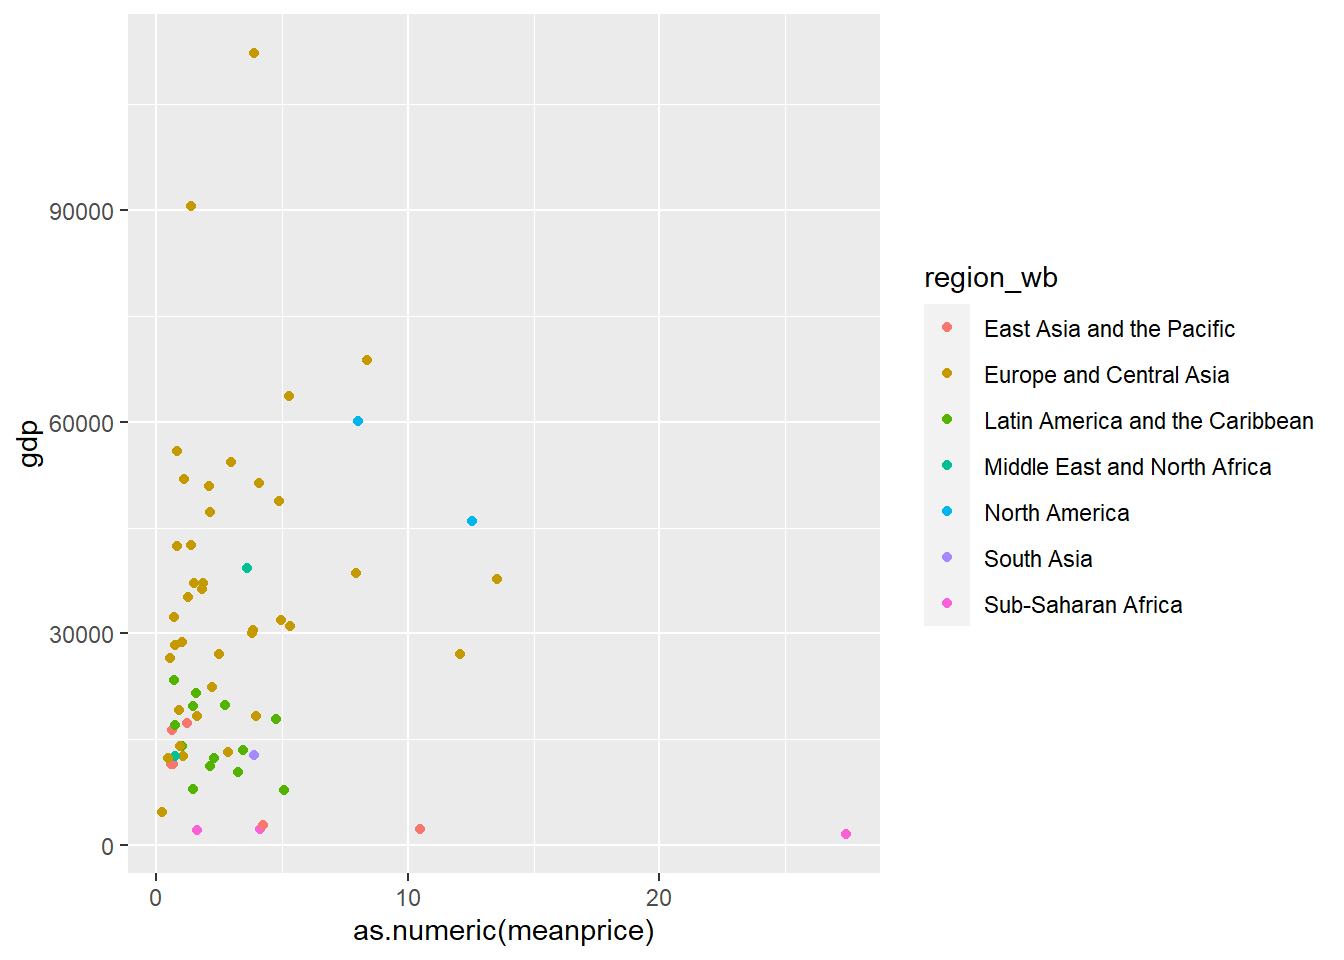 90000
60000
30000
0
gdp
0 10 20
as.numeric(meanprice)
region_wb
East Asia and the Pacific
Europe and Central Asia
Latin America and the Caribbean
Middle East and North Africa
North America
South Asia
Sub-Saharan Africa